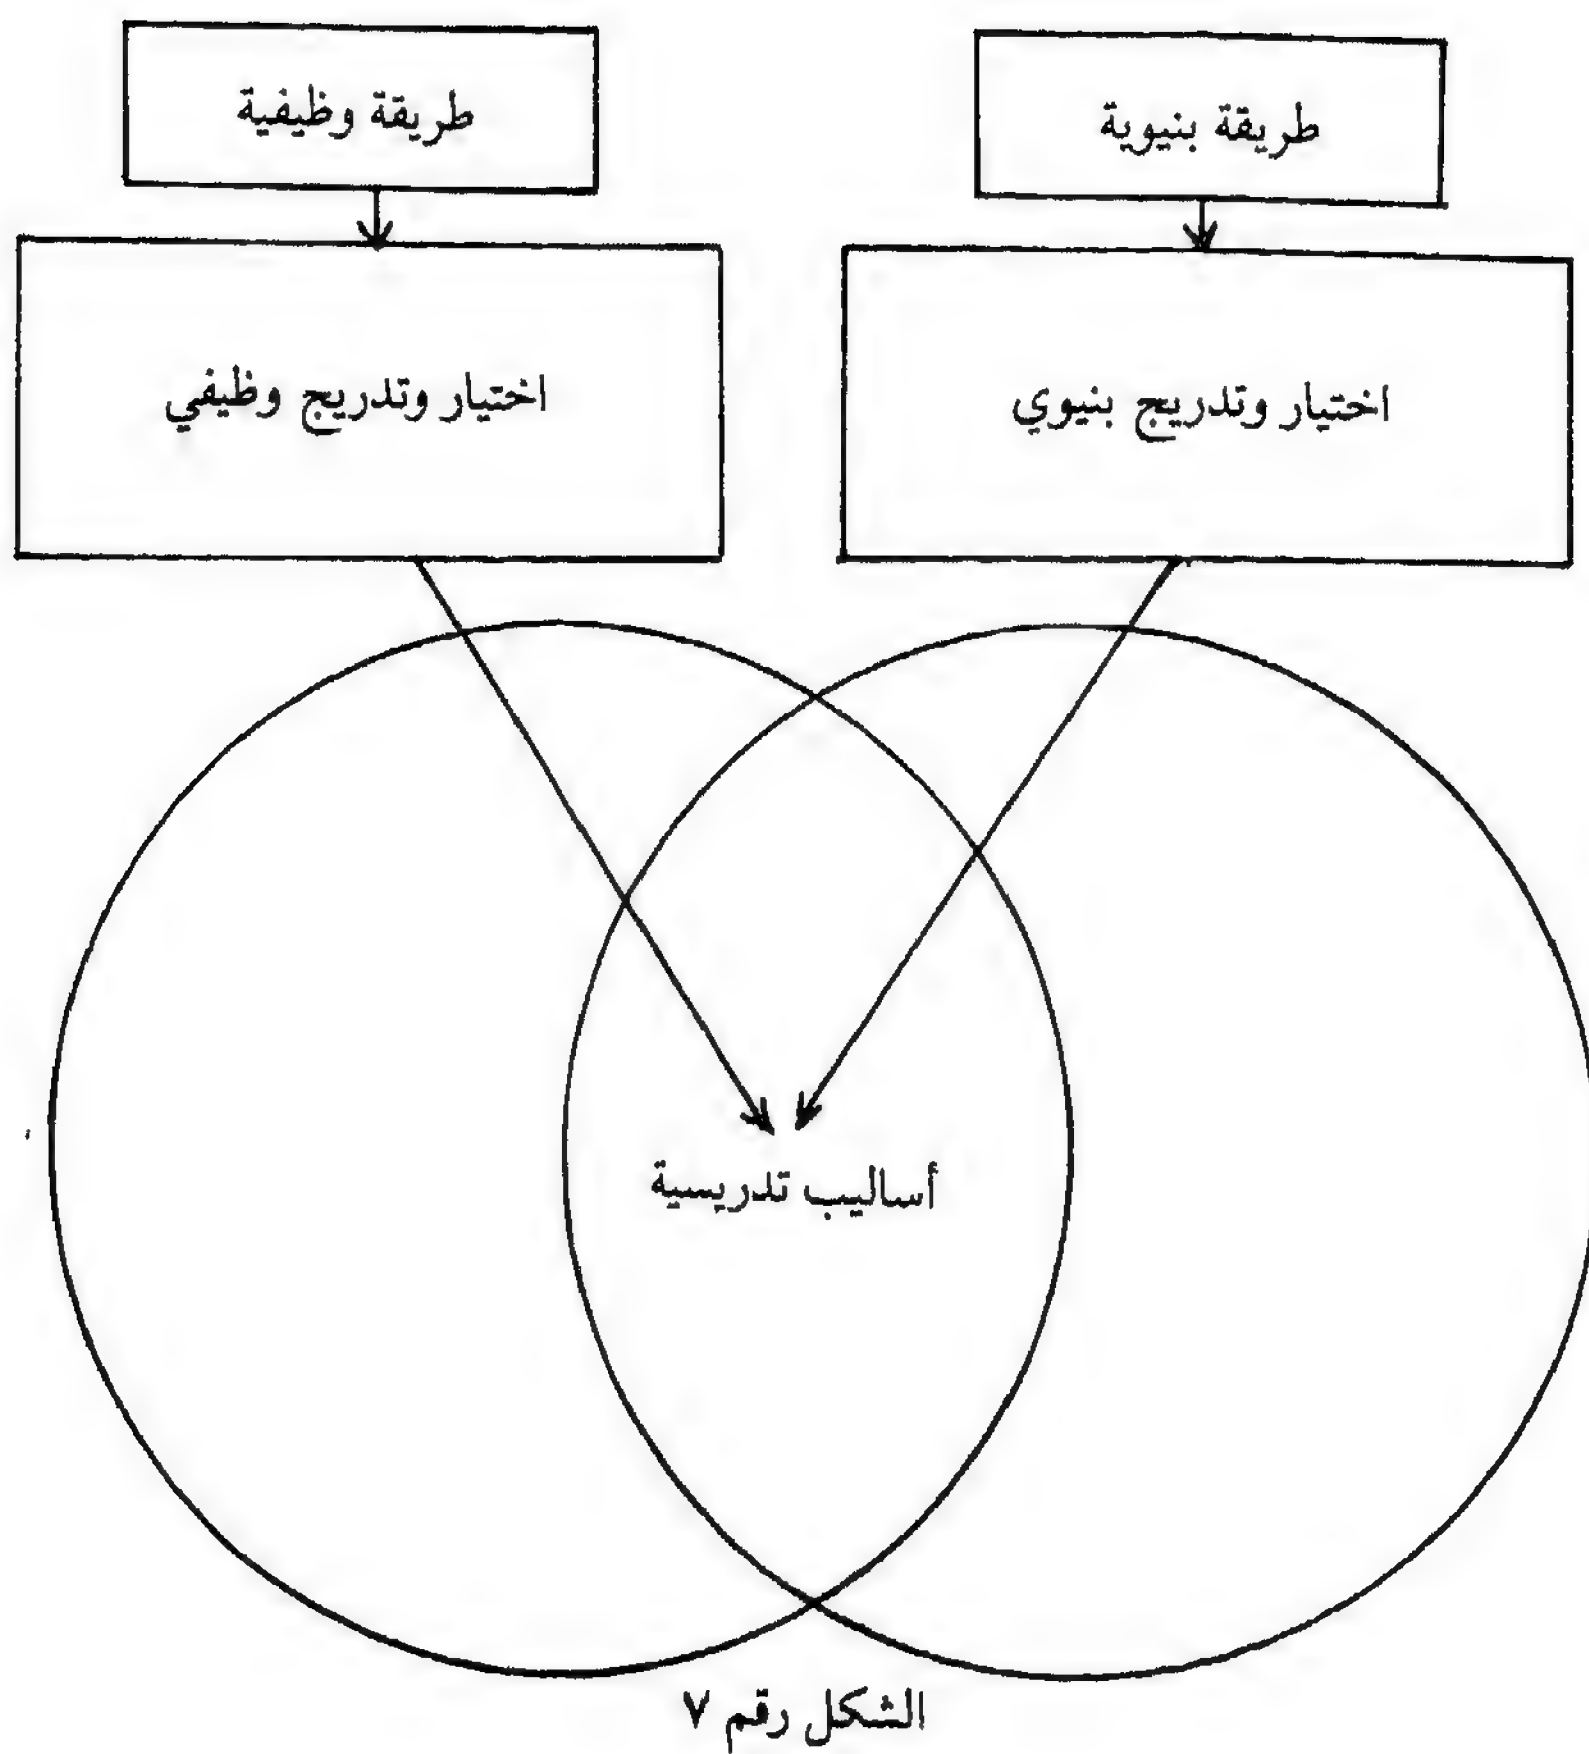 طريقة بنيوية
طريقة وظيفية
اختيار وتدريج بنيوي
اختيار وتدريج وظيفي
أساليب تدريسية
الشكل رقم ٧